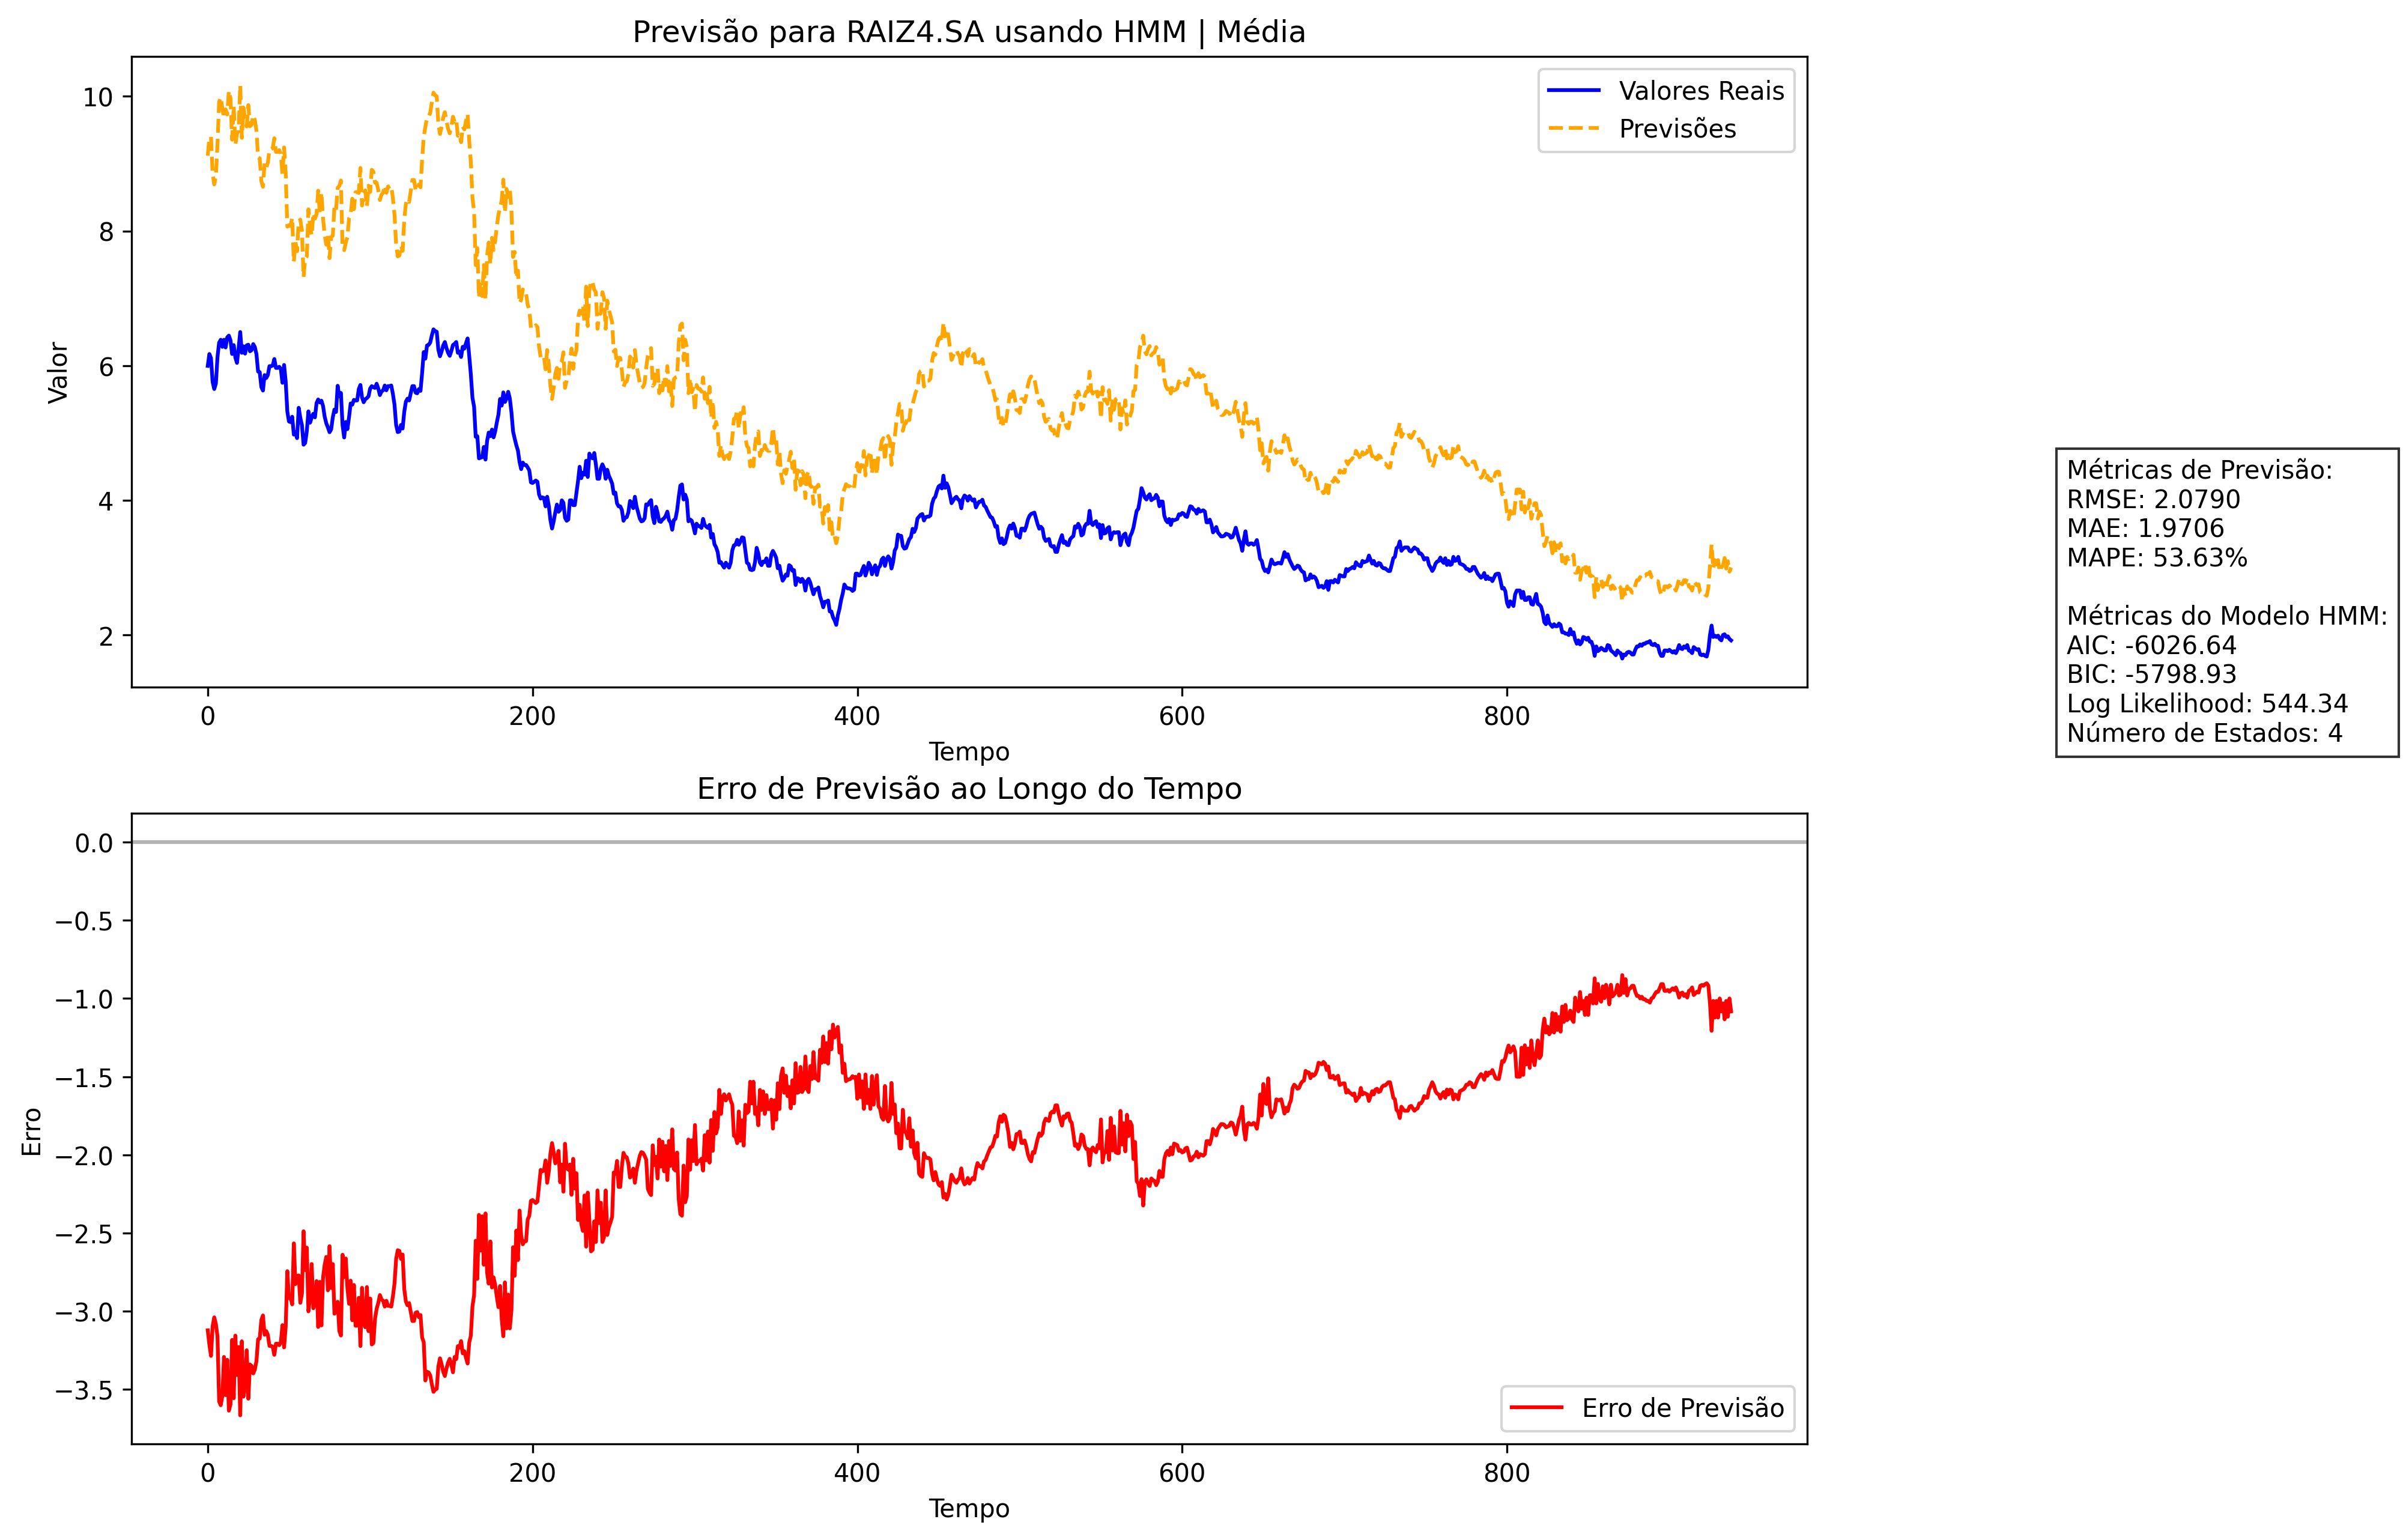 Previsão para RAIZ4.SA usando HMM | Média
Valores Reais
Previsões
Valor
10
8
6
4
2
0
200
400
600
800
Tempo
Métricas de Previsão:
RMSE: 2.0790
MAE: 1.9706
MAPE: 53.63%
Métricas do Modelo HMM:
AIC: -6026.64
BIC: -5798.93
Log Likelihood: 544.34
Número de Estados: 4
Erro de Previsão ao Longo do Tempo
Erro
0.0
−0.5
−1.0
−1.5
−2.0
−2.5
−3.0
−3.5
Erro de Previsão
0
200
400
600
800
Tempo